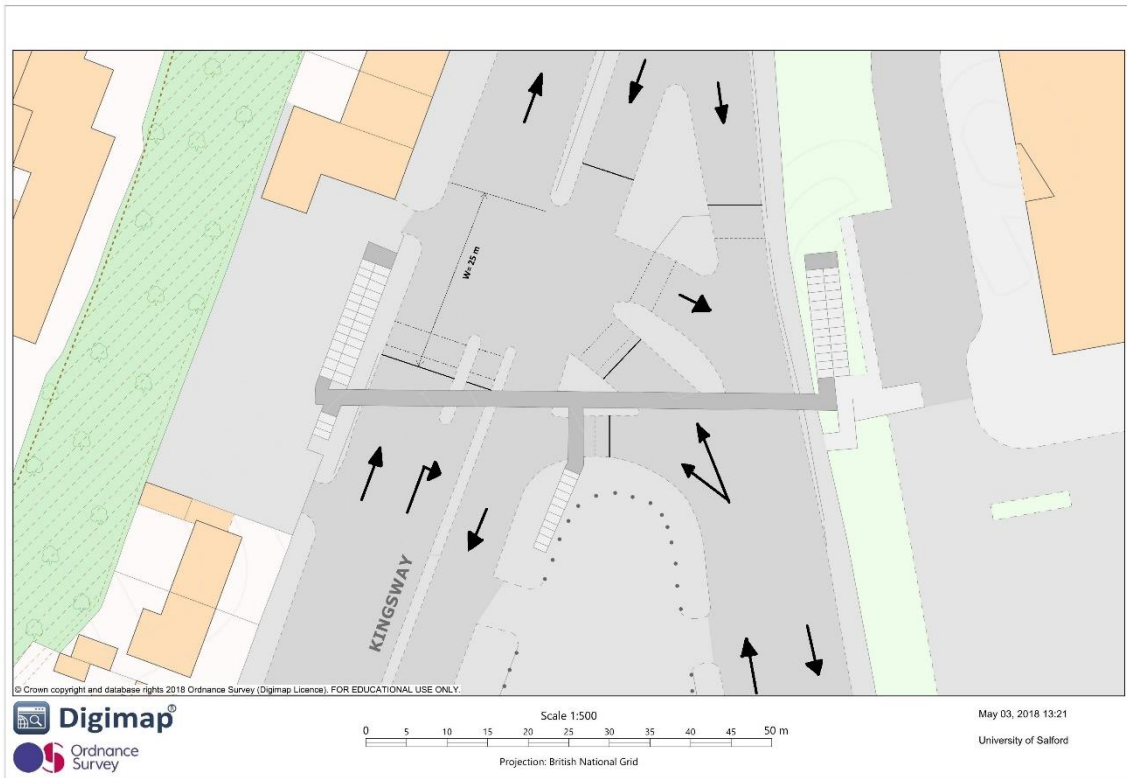 W= 25 m
KINGSWAY
© Crown copyright and database rights 2018 Ordnance Survey (Digimap Licence). FOR EDUCATIONAL USE ONLY.
Digimap®
Ordnance
Survey
Scale 1:500
0 5 10 15 20 25 30 35 40 45 50 m
Projection: British National Grid
May 03, 2018 13:21
University of Salford